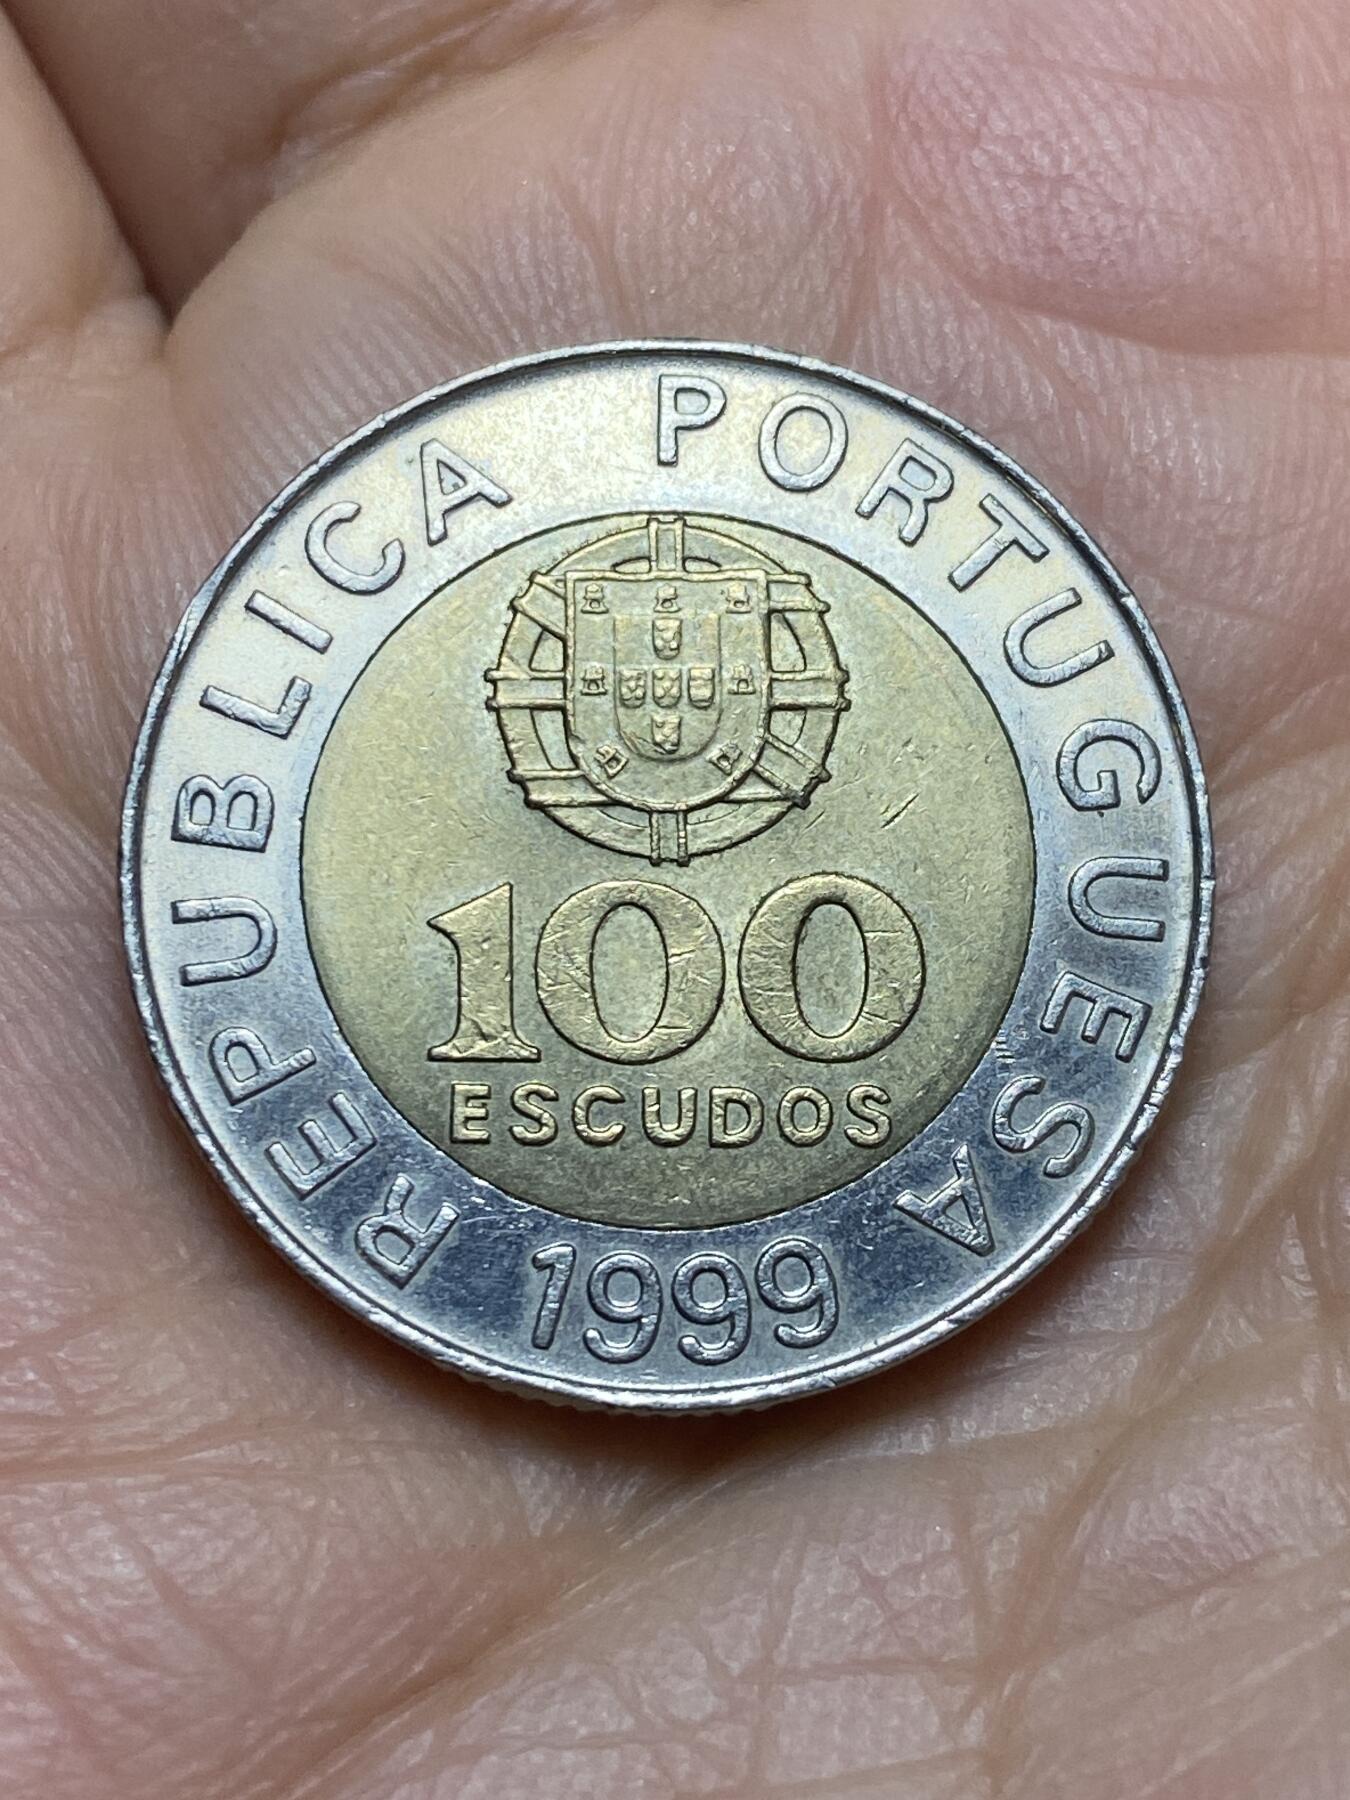 REPUBLICA PORTUGUESA
100
ESCUDOS
1999